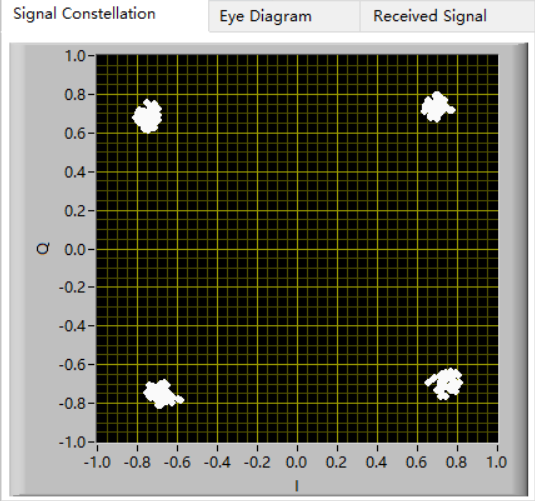 Signal Constellation
Eye Diagram
Received Signal
1.0
0.8
0.6
0.4
0.2
0.0
-0.2
-0.4
-0.6
-0.8
-1.0
Q
-1.0 -0.8 -0.6 -0.4 -0.2 0.0 0.2 0.4 0.6 0.8 1.0
I